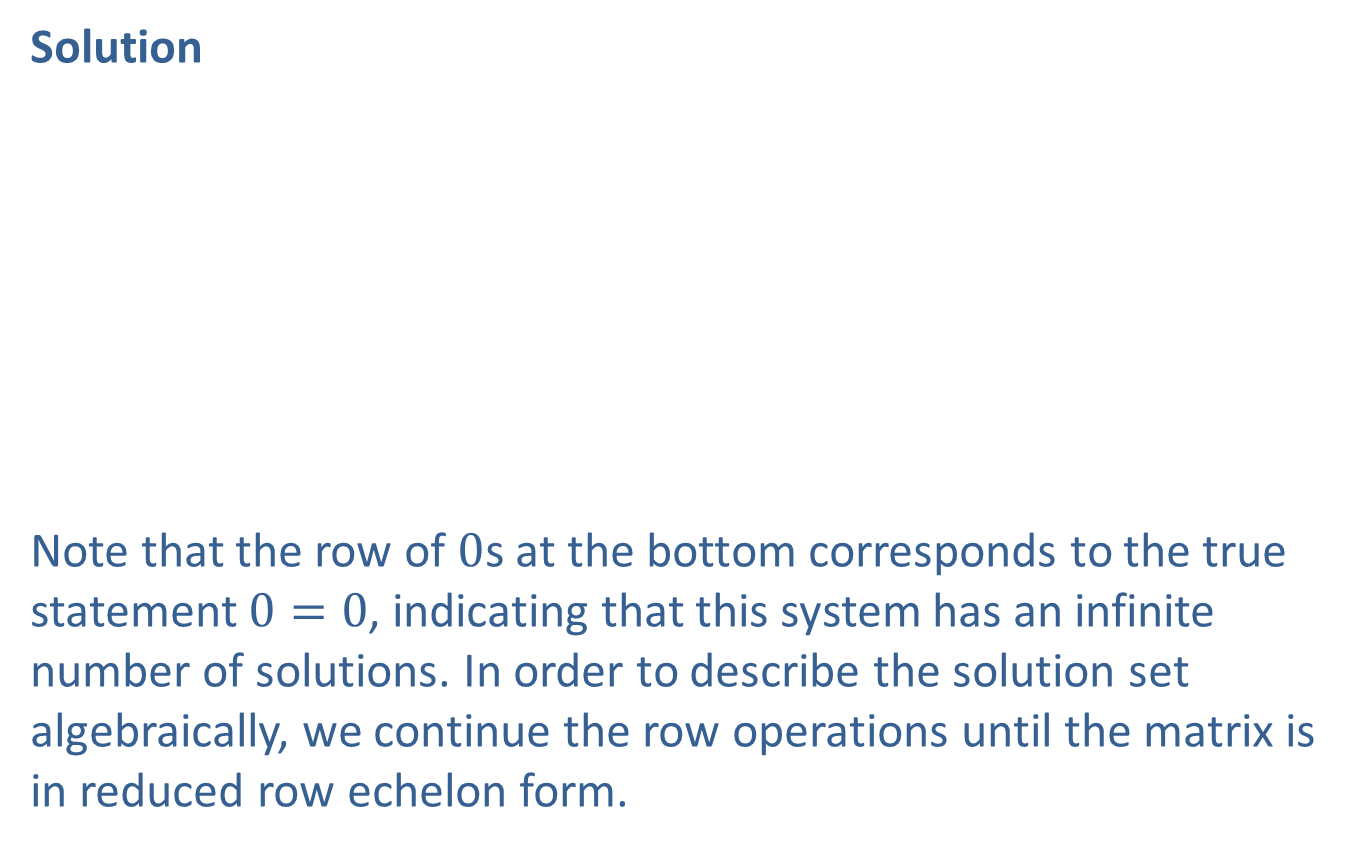 Solution
Note that the row of 0s at the bottom corresponds to the true
statement 0 = 0, indicating that this system has an infinite
number of solutions. In order to describe the solution set
algebraically, we continue the row operations until the matrix is
in reduced row echelon form.